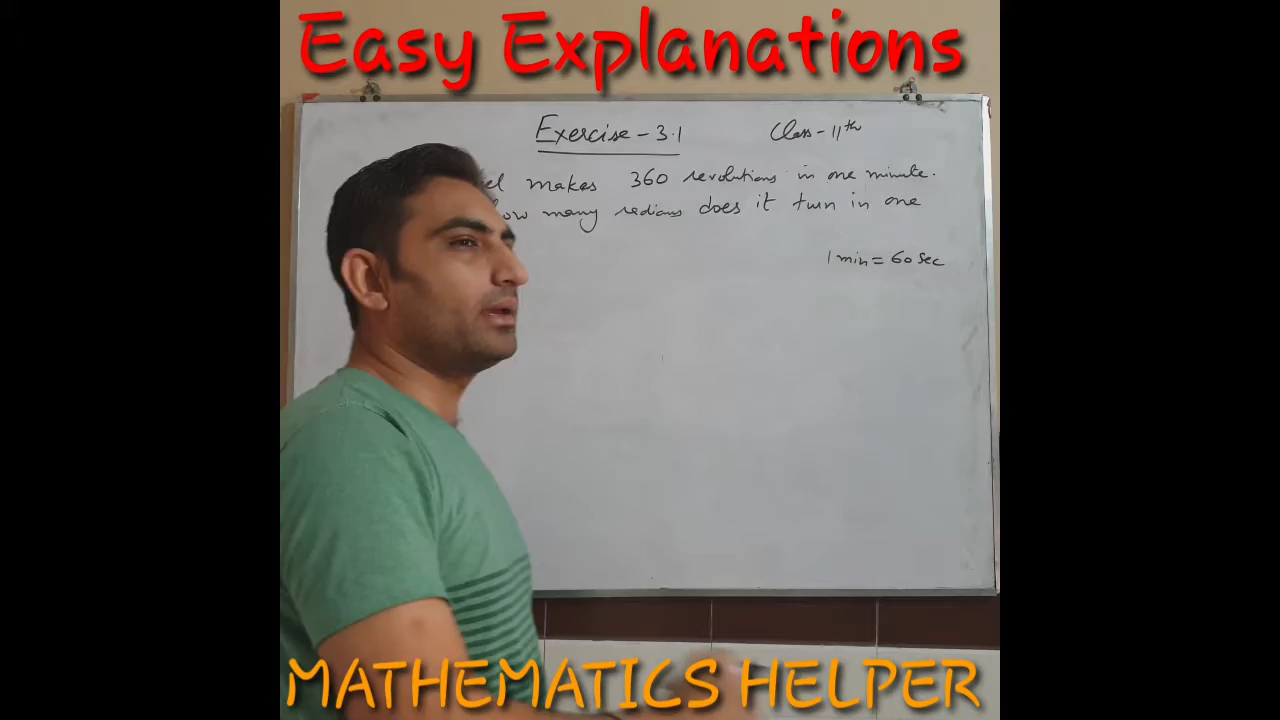 Easy Explanations
Exercise - 3.1 Class - 11th
makes 360 revolutions in one minute.
how many radians does it turn in one
1 min = 60 sec
MATHEMATICS HELPER